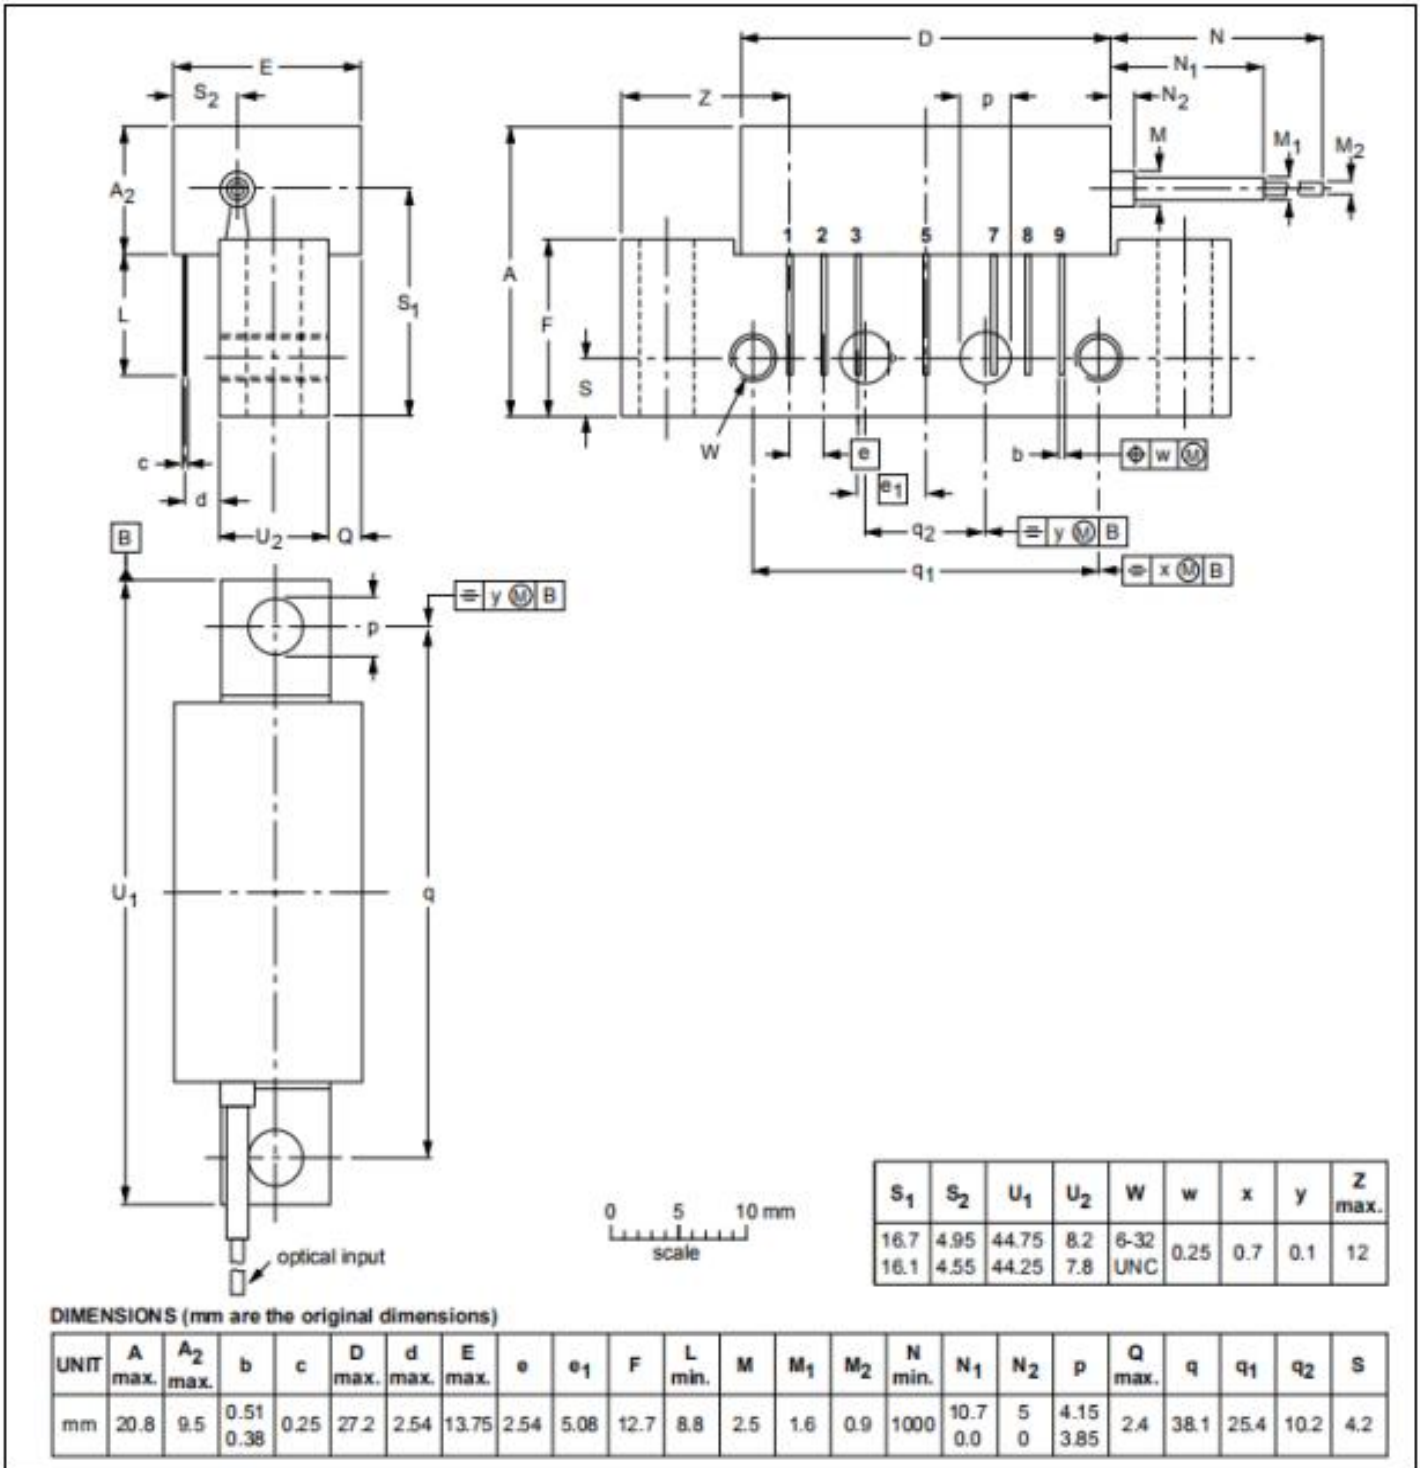 D
N
E
N1
S2
Z
p
N2
M
M1
M2
A2
1 2 3 5 7 8 9
A
L
S1
F
S
W
e
b
⌖ w Ⓜ
c
e1
d
U2
Q
q2
⌯ y Ⓜ B
B
q1
⌯ x Ⓜ B
⌯ y Ⓜ B
p
U1
q
optical input
0 5 10 mm
scale
S1 S2 U1 U2 W w x y Z max.
16.7 4.95 44.75 8.2 6-32 0.25 0.7 0.1 12
16.1 4.55 44.25 7.8 UNC
DIMENSIONS (mm are the original dimensions)
UNIT A max. A2 max. b c D max. d max. E max. e e1 F L min. M M1 M2 N min. N1 N2 p Q max. q q1 q2 S
mm 20.8 9.5 0.51 0.25 27.2 2.54 13.75 2.54 5.08 12.7 8.8 2.5 1.6 0.9 1000 10.7 5 4.15 2.4 38.1 25.4 10.2 4.2
0.38 0.0 0 3.85